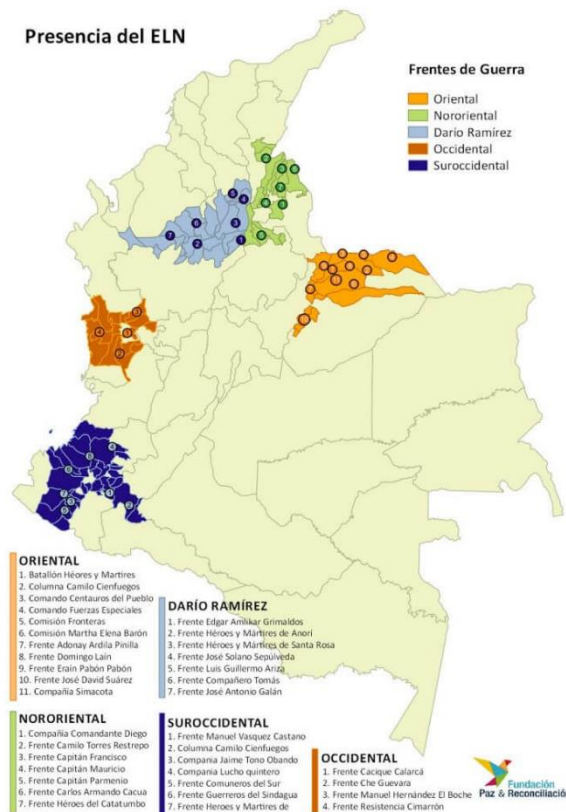 Presencia del ELN
Frentes de Guerra
Oriental
Nororiental
Darío Ramírez
Occidental
Suroccidental
ORIENTAL
1. Batallón Héores y Martires
2. Columna Camilo Cienfuegos
3. Comando Centauros del Pueblo
4. Comando Fuerzas Especiales
5. Comisión Fronteras
6. Comisión Martha Elena Barón
7. Frente Adonay Ardila Pinilla
8. Frente Domingo Laín
9. Frente Eraín Pabón Pabón
10. Frente José David Suárez
11. Compañía Simacota
DARÍO RAMÍREZ
1. Frente Edgar Amilkar Grimaldos
2. Frente Héroes y Mártires de Anorí
3. Frente Héroes y Mártires de Santa Rosa
4. Frente José Solano Sepúlveda
5. Frente Luis Guillermo Ariza
6. Frente Compañero Tomás
7. Frente José Antonio Galán
NORORIENTAL
1. Compañía Comandante Diego
2. Frente Camilo Torres Restrepo
3. Frente Capitán Francisco
4. Frente Capitán Mauricio
5. Frente Capitán Parmenio
6. Frente Carlos Armando Cacua
7. Frente Héroes del Catatumbo
SUROCCIDENTAL
1. Frente Manuel Vasquez Castano
2. Columna Camilo Cienfuegos
3. Compania Jaime Tono Obando
4. Compania Lucho quintero
5. Frente Comuneros del Sur
6. Frente Guerreros del Sindagua
7. Frente Heroes y Martires de
OCCIDENTAL
1. Frente Cacique Calarcá
2. Frente Che Guevara
3. Frente Manuel Hernández El Boche
4. Frente Resistencia Cimarrón
Fundación
Paz & Reconciliación